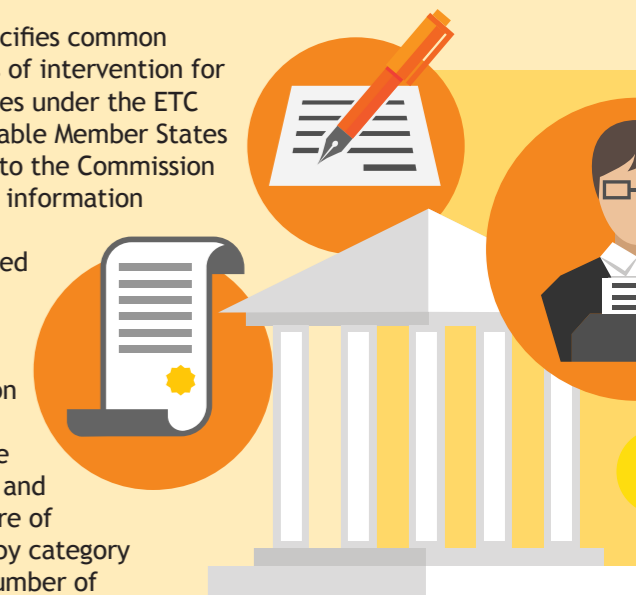 cifies common
of intervention for
es under the ETC
able Member States
to the Commission
information
ed
on
e
and
re of
by category
umber of